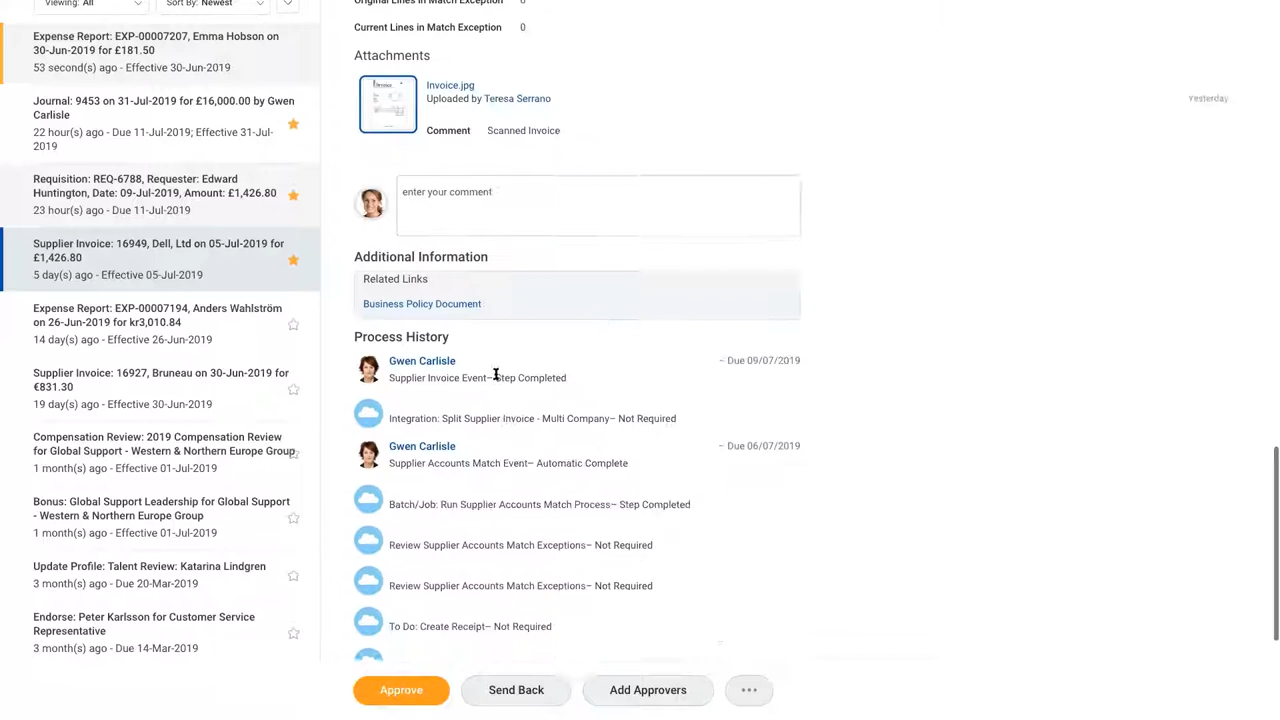 Viewing: All
Sort By: Newest
Expense Report: EXP-00007207, Emma Hobson on
30-Jun-2019 for £181.50
53 second(s) ago - Effective 30-Jun-2019
Journal: 9453 on 31-Jul-2019 for £16,000.00 by Gwen
Carlisle
22 hour(s) ago - Due 11-Jul-2019; Effective 31-Jul-
2019
Requisition: REQ-6788, Requester: Edward
Huntington, Date: 09-Jul-2019, Amount: £1,426.80
23 hour(s) ago - Due 11-Jul-2019
Supplier Invoice: 16949, Dell, Ltd on 05-Jul-2019 for
£1,426.80
5 day(s) ago - Effective 05-Jul-2019
Expense Report: EXP-00007194, Anders Wahlström
on 26-Jun-2019 for kr3,010.84
14 day(s) ago - Effective 26-Jun-2019
Supplier Invoice: 16927, Bruneau on 30-Jun-2019 for
€831.30
19 day(s) ago - Effective 30-Jun-2019
Compensation Review: 2019 Compensation Review
for Global Support - Western & Northern Europe Group
1 month(s) ago - Effective 01-Jul-2019
Bonus: Global Support Leadership for Global Support
- Western & Northern Europe Group
1 month(s) ago - Effective 01-Jul-2019
Update Profile: Talent Review: Katarina Lindgren
3 month(s) ago - Due 20-Mar-2019
Endorse: Peter Karlsson for Customer Service
Representative
3 month(s) ago - Due 14-Mar-2019
Original Lines in Match Exception
Current Lines in Match Exception 0
Attachments
Invoice.jpg
Uploaded by Teresa Serrano
Yesterday
Comment Scanned Invoice
enter your comment
Additional Information
Related Links
Business Policy Document
Process History
Gwen Carlisle – Due 09/07/2019
Supplier Invoice Event– Step Completed
Integration: Split Supplier Invoice - Multi Company– Not Required
Gwen Carlisle – Due 06/07/2019
Supplier Accounts Match Event– Automatic Complete
Batch/Job: Run Supplier Accounts Match Process– Step Completed
Review Supplier Accounts Match Exceptions– Not Required
Review Supplier Accounts Match Exceptions– Not Required
To Do: Create Receipt– Not Required
Approve
Send Back
Add Approvers